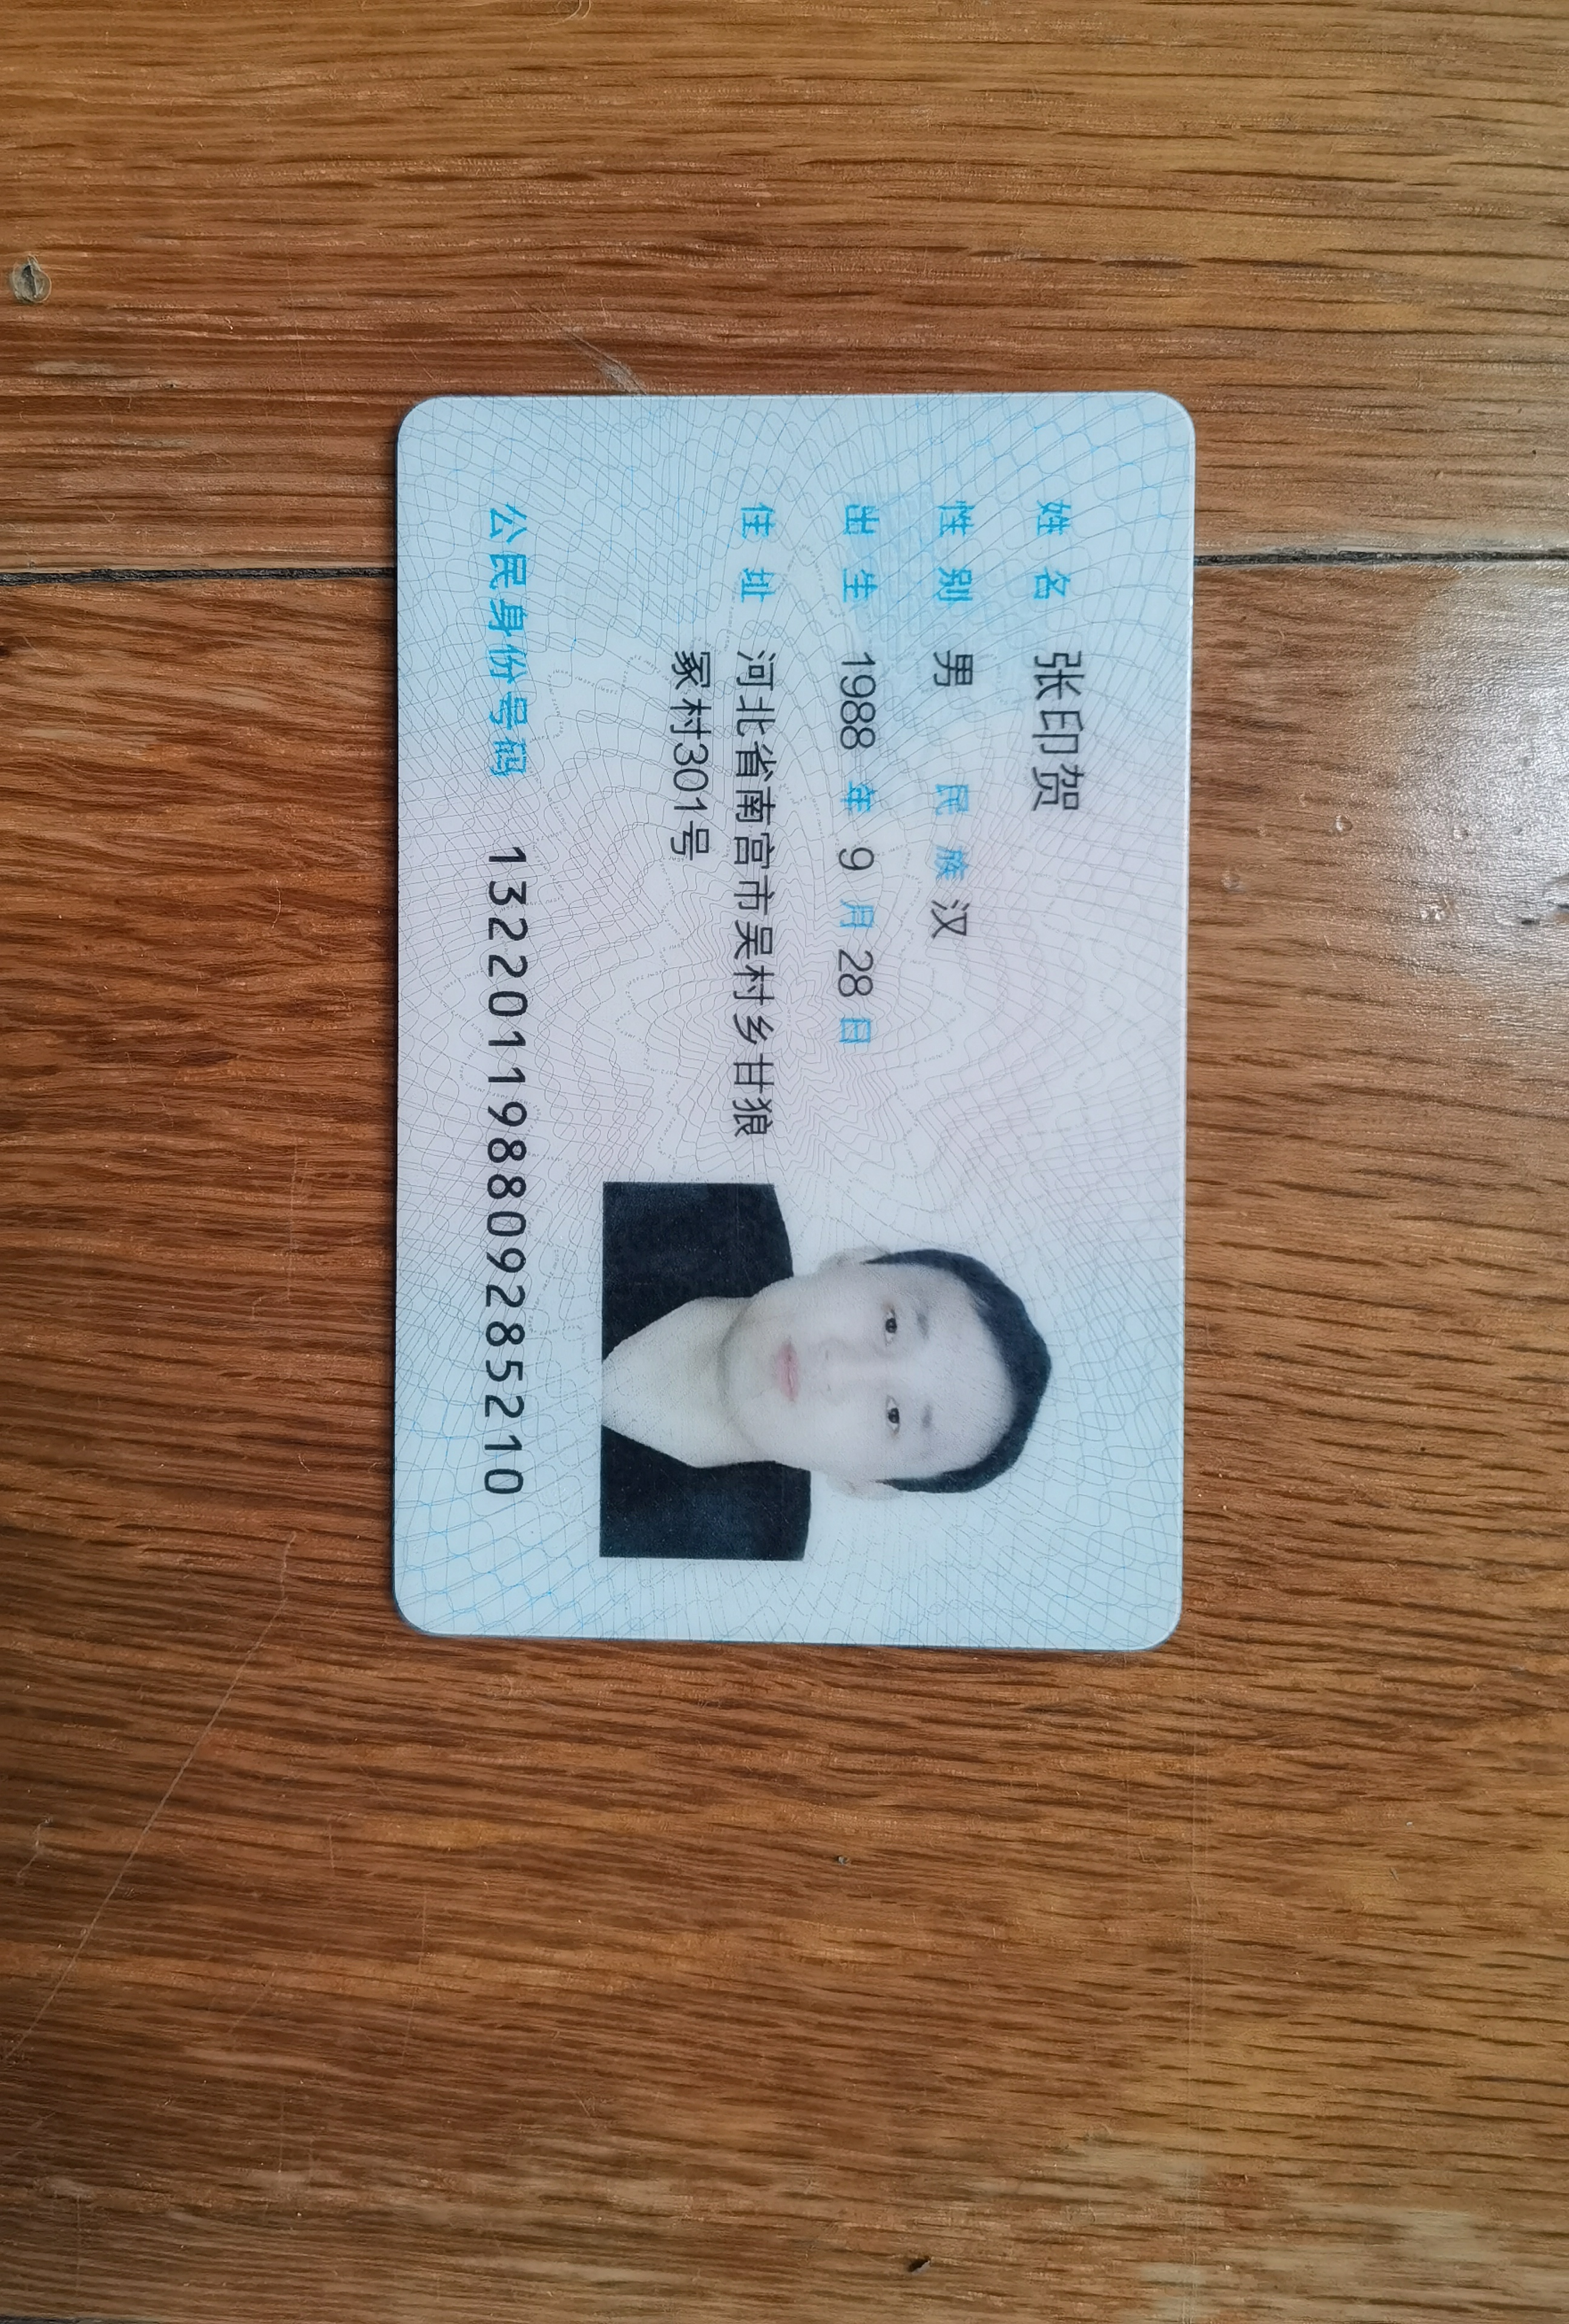 姓名 张印贺
性别 男 民族 汉
出生 1988 年 9 月 28 日
住址 河北省南宫市吴村乡甘狼
冢村301号
公民身份号码 132201198809285210